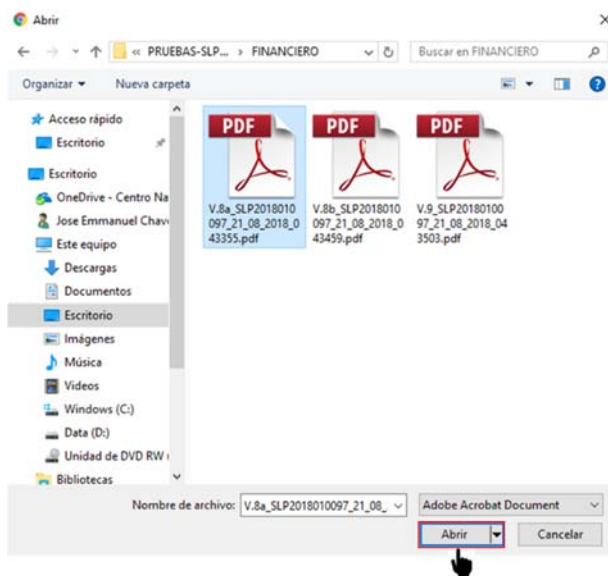 Abrir
« PRUEBAS-SLP... > FINANCIERO
Buscar en FINANCIERO
Organizar
Nueva carpeta
Acceso rápido
Escritorio
Escritorio
OneDrive - Centro Na
Jose Emmanuel Chav
Este equipo
Descargas
Documentos
Escritorio
Imágenes
Música
Videos
Windows (C:)
Data (D:)
Unidad de DVD RW
Bibliotecas
PDF
V.8a_SLP2018010
097_21_08_2018_0
43355.pdf
PDF
V.8b_SLP2018010
097_21_08_2018_0
43459.pdf
PDF
V.9_SLP20180100
97_21_08_2018_04
3503.pdf
Nombre de archivo:
V.8a_SLP2018010097_21_08_
Adobe Acrobat Document
Abrir
Cancelar